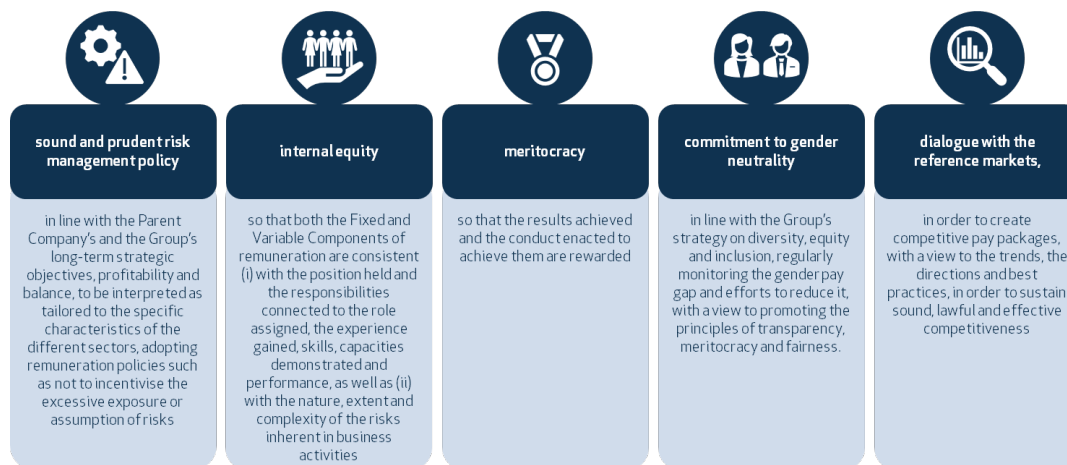 sound and prudent risk
management policy
in line with the Parent
Company's and the Group's
long-term strategic
objectives, profitability and
balance, to be interpreted as
tailored to the specific
characteristics of the
different sectors, adopting
remuneration policies such
as not to incentivise the
excessive exposure or
assumption of risks
internal equity
so that both the Fixed and
Variable Components of
remuneration are consistent
(i) with the position held and
the responsibilities
connected to the role
assigned, the experience
gained, skills, capacities
demonstrated and
performance, as well as (ii)
with the nature, extent and
complexity of the risks
inherent in business
activities
meritocracy
so that the results achieved
and the conduct enacted to
achieve them are rewarded
commitment to gender
neutrality
in line with the Group's
strategy on diversity, equity
and inclusion, regularly
monitoring the gender pay
gap and efforts to reduce it,
with a view to promoting the
principles of transparency,
meritocracy and fairness.
dialogue with the
reference markets,
in order to create
competitive pay packages,
with a view to the trends, the
directions and best
practices, in order to sustain
sound, lawful and effective
competitiveness